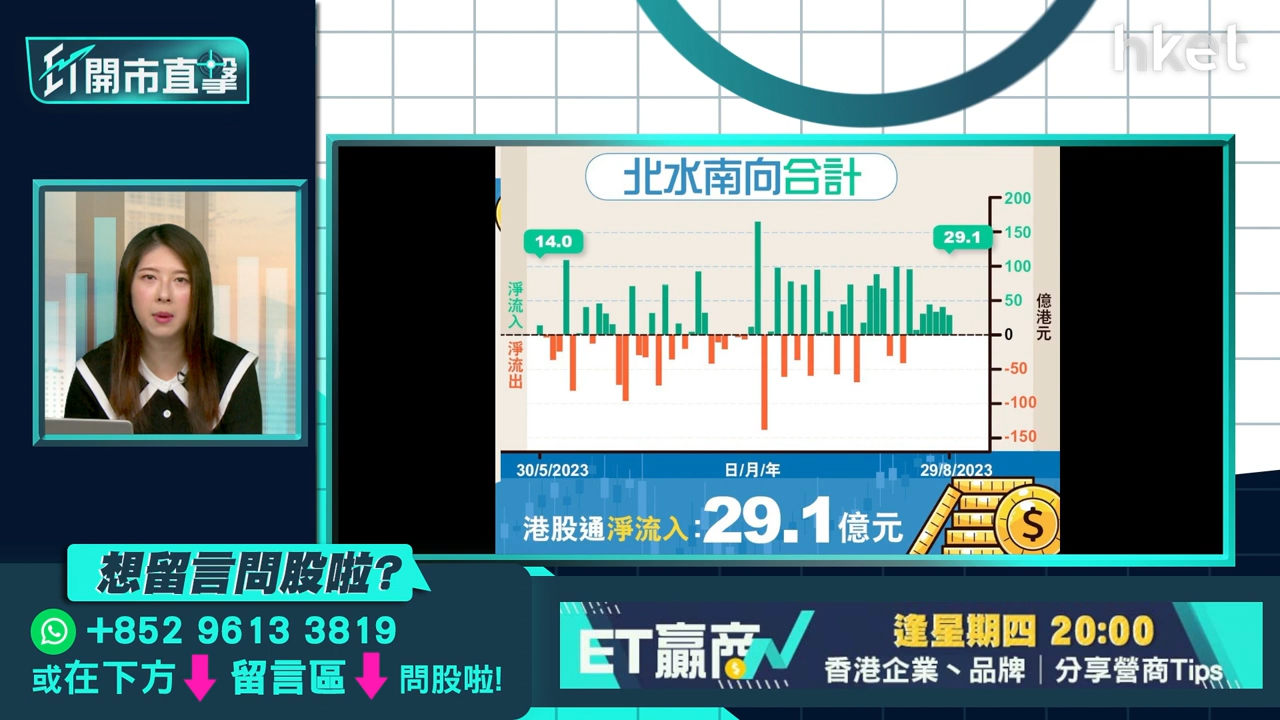 ET開市直擊
hket
北水南向合計
14.0
29.1
淨流入
淨流出
200
150
100
50
0
-50
-100
-150
億港元
30/5/2023
日/月/年
29/8/2023
港股通淨流入:29.1億元
想留言問股啦?
+852 9613 3819
或在下方 留言區 問股啦!
ET贏商
逢星期四 20:00
香港企業、品牌|分享營商Tips